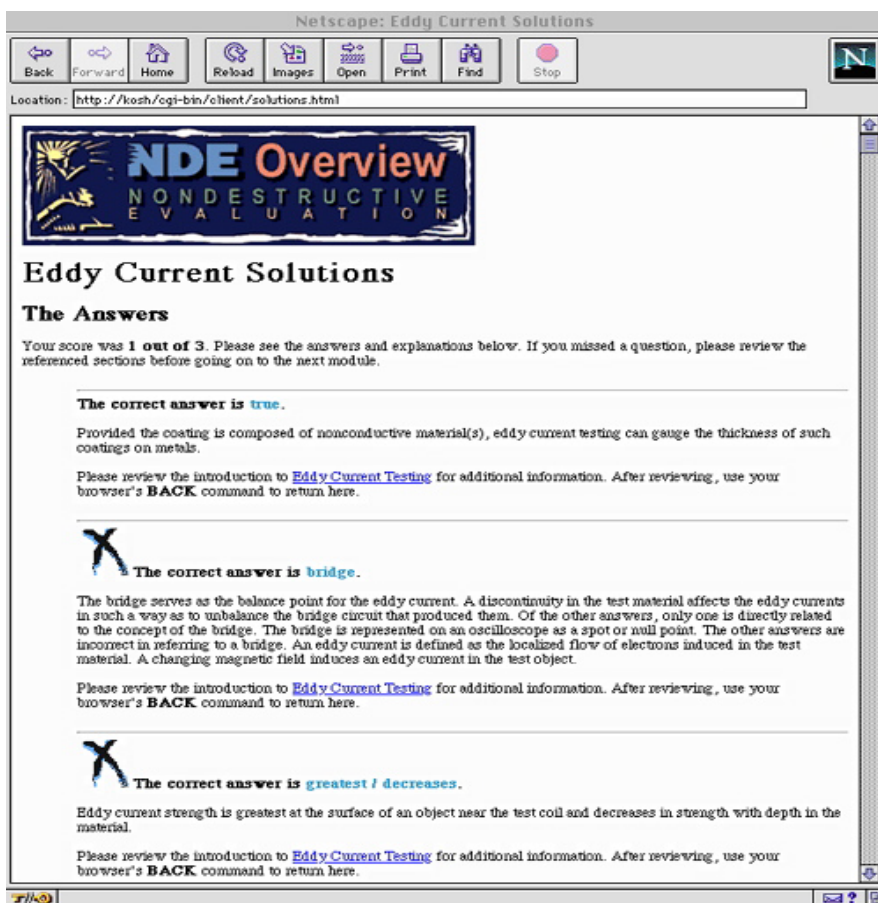 Netscape: Eddy Current Solutions
Back Forward Home Reload Images Open Print Find Stop
N
Location: http://kosh/cgi-bin/client/solutions.html
NDE Overview
NONDESTRUCTIVE
EVALUATION
Eddy Current Solutions
The Answers
Your score was 1 out of 3. Please see the answers and explanations below. If you missed a question, please review the
referenced sections before going on to the next module.
The correct answer is true.
Provided the coating is composed of nonconductive material(s), eddy current testing can gauge the thickness of such
coatings on metals.
Please review the introduction to Eddy Current Testing for additional information. After reviewing, use your
browser's BACK command to return here.
The correct answer is bridge.
The bridge serves as the balance point for the eddy current. A discontinuity in the test material affects the eddy currents
in such a way as to unbalance the bridge circuit that produced them. Of the other answers, only one is directly related
to the concept of the bridge. The bridge is represented on an oscilloscope as a spot or null point. The other answers are
incorrect in referring to a bridge. An eddy current is defined as the localized flow of electrons induced in the test
material. A changing magnetic field induces an eddy current in the test object.
Please review the introduction to Eddy Current Testing for additional information. After reviewing, use your
browser's BACK command to return here.
The correct answer is greatest / decreases.
Eddy current strength is greatest at the surface of an object near the test coil and decreases in strength with depth in the
material.
Please review the introduction to Eddy Current Testing for additional information. After reviewing, use your
browser's BACK command to return here.
?